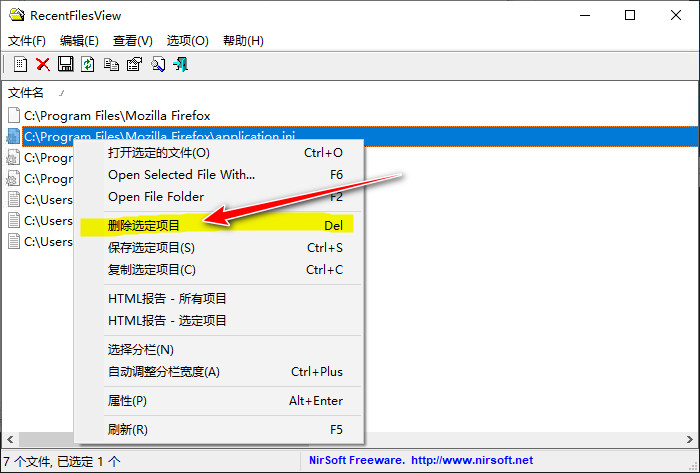 RecentFilesView
文件(F) 编辑(E) 查看(V) 选项(O) 帮助(H)
文件名
C:\Program Files\Mozilla Firefox
C:\Program Files\Mozilla Firefox\application.ini
C:\Prog
C:\Prog
C:\Users
C:\Users
C:\Users
打开选定的文件(O) Ctrl+O
Open Selected File With... F6
Open File Folder F2
删除选定项目 Del
保存选定项目(S) Ctrl+S
复制选定项目(C) Ctrl+C
HTML报告 - 所有项目
HTML报告 - 选定项目
选择分栏(N)
自动调整分栏宽度(A) Ctrl+Plus
属性(P) Alt+Enter
刷新(R) F5
7 个文件, 已选定 1 个 NirSoft Freeware. http://www.nirsoft.net